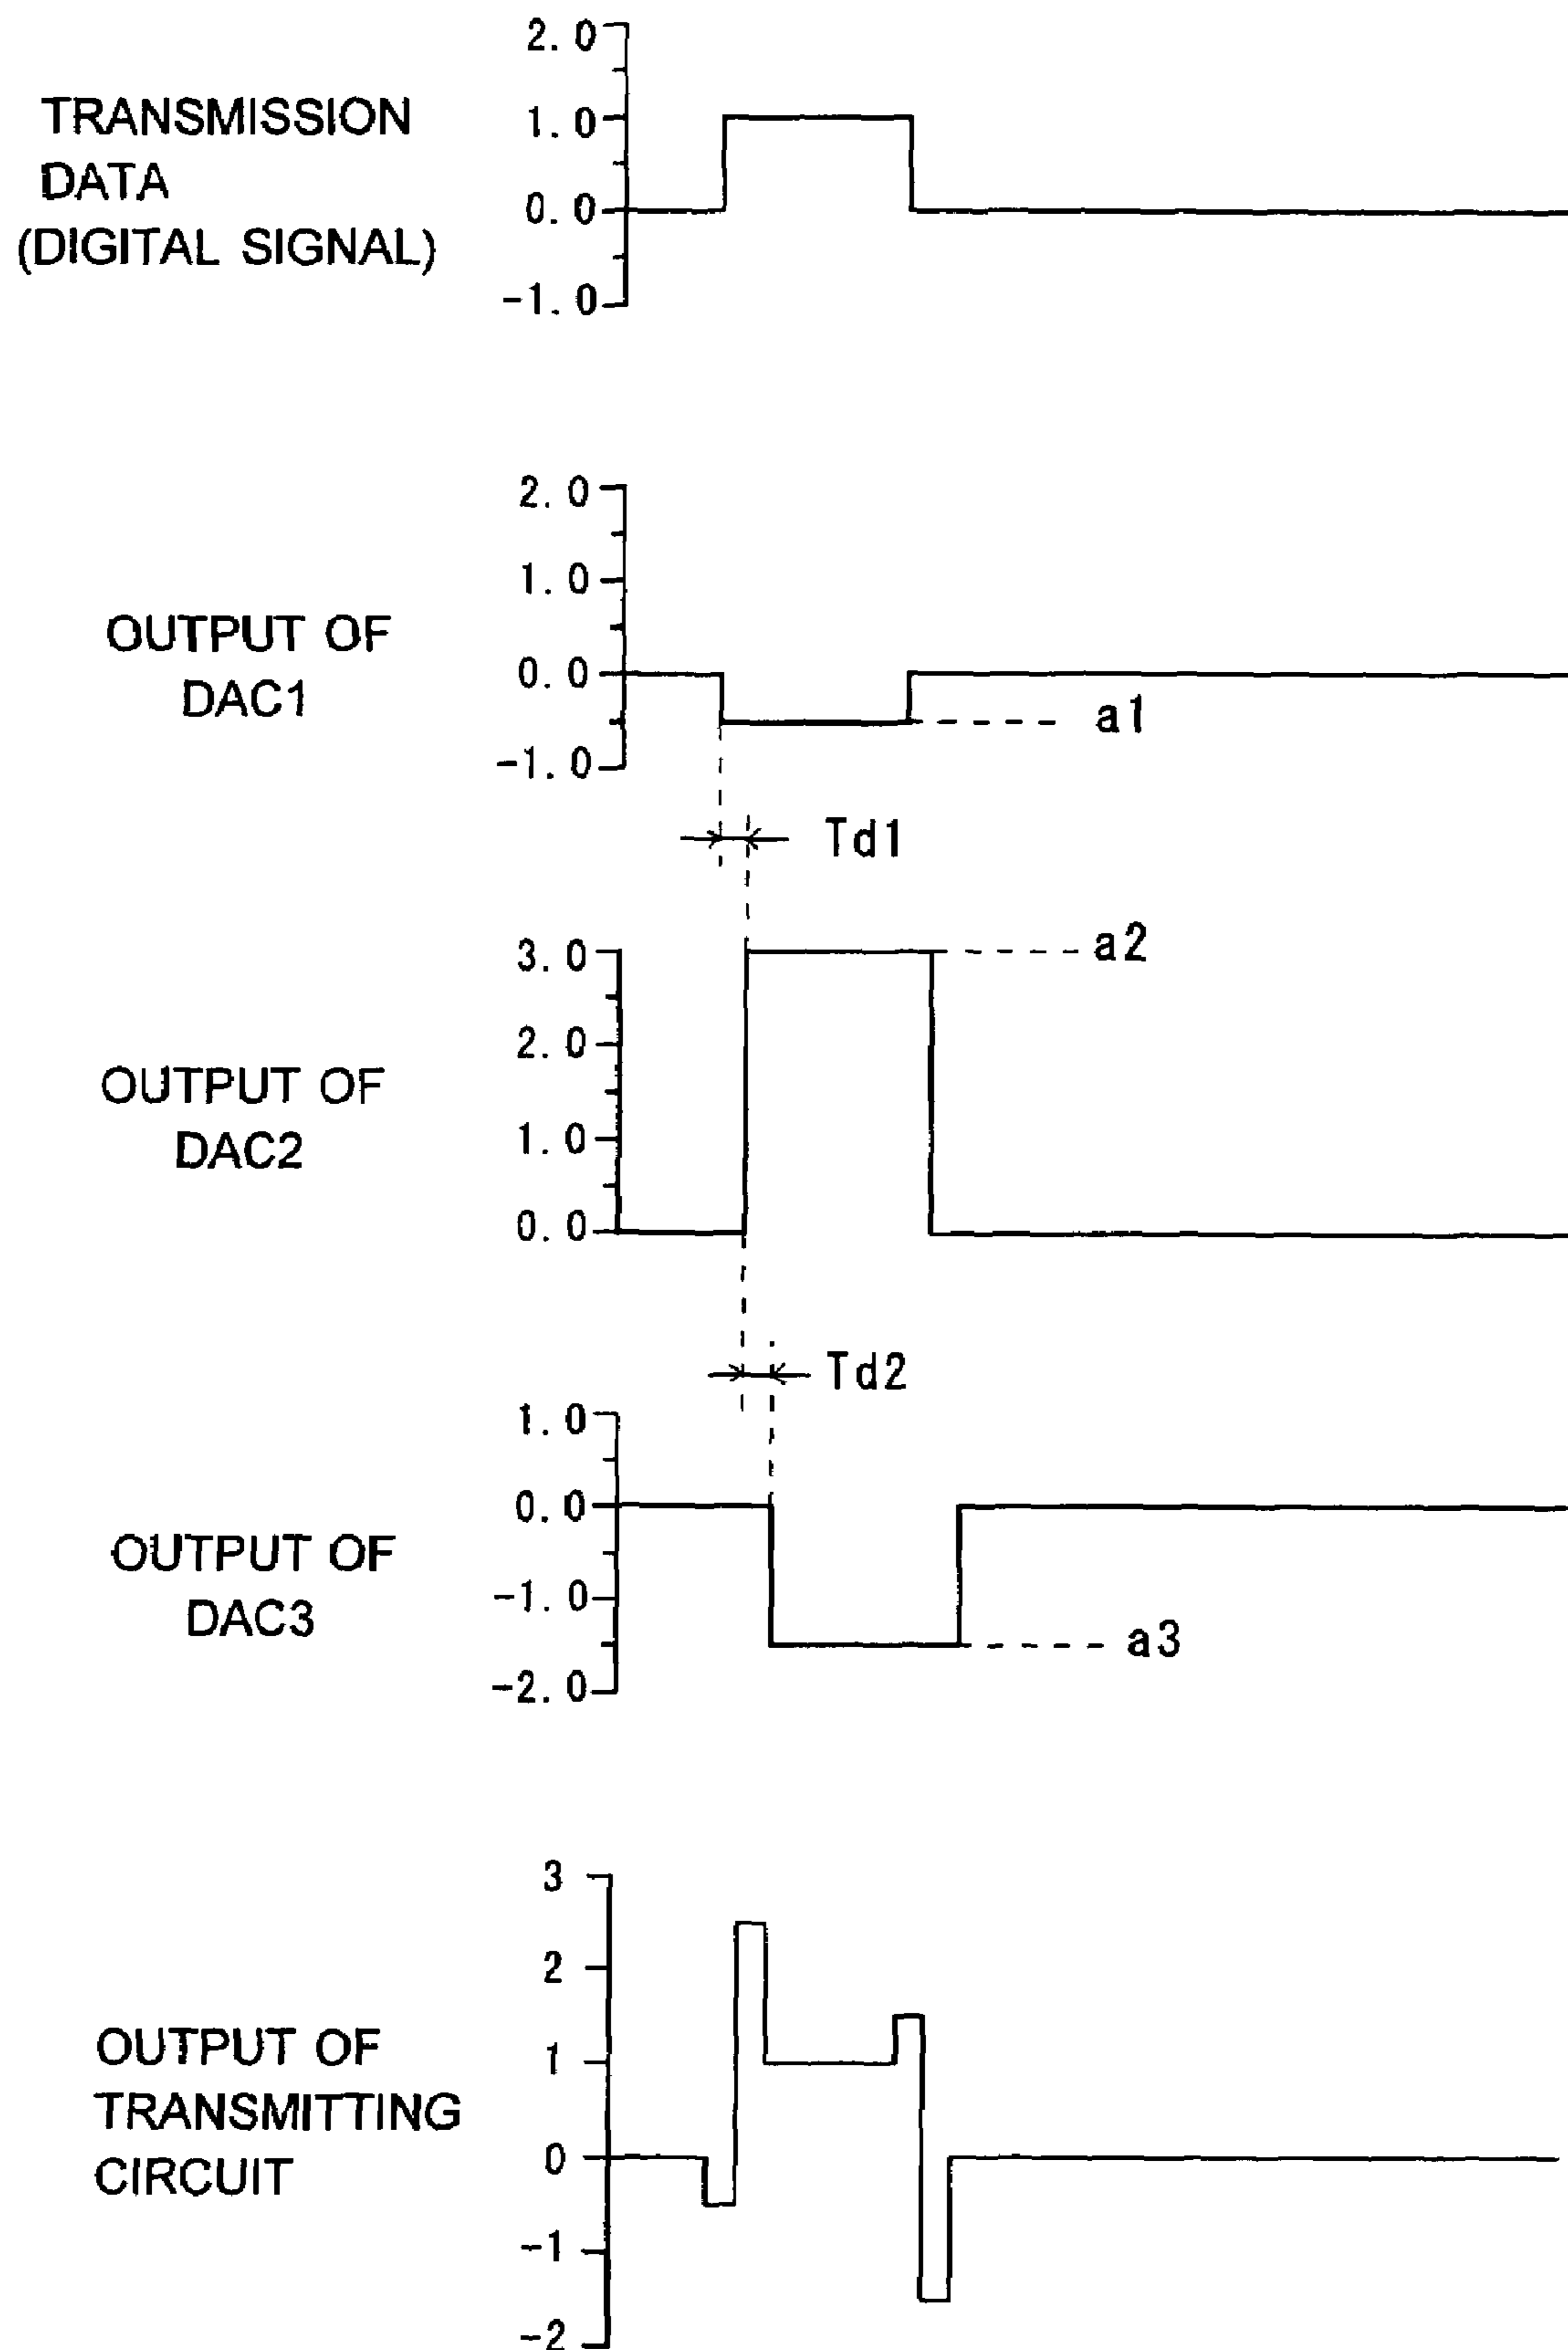 2.0
TRANSMISSION
1.0
DATA
0.0
(DIGITAL SIGNAL)
-1.0
2.0
1.0
OUTPUT OF
0.0
DAC1
a1
-1.0
Td1
3.0
a2
2.0
OUTPUT OF
1.0
DAC2
0.0
Td2
1.0
0.0
OUTPUT OF
-1.0
DAC3
a3
-2.0
3
2
OUTPUT OF
1
TRANSMITTING
0
CIRCUIT
-1
-2